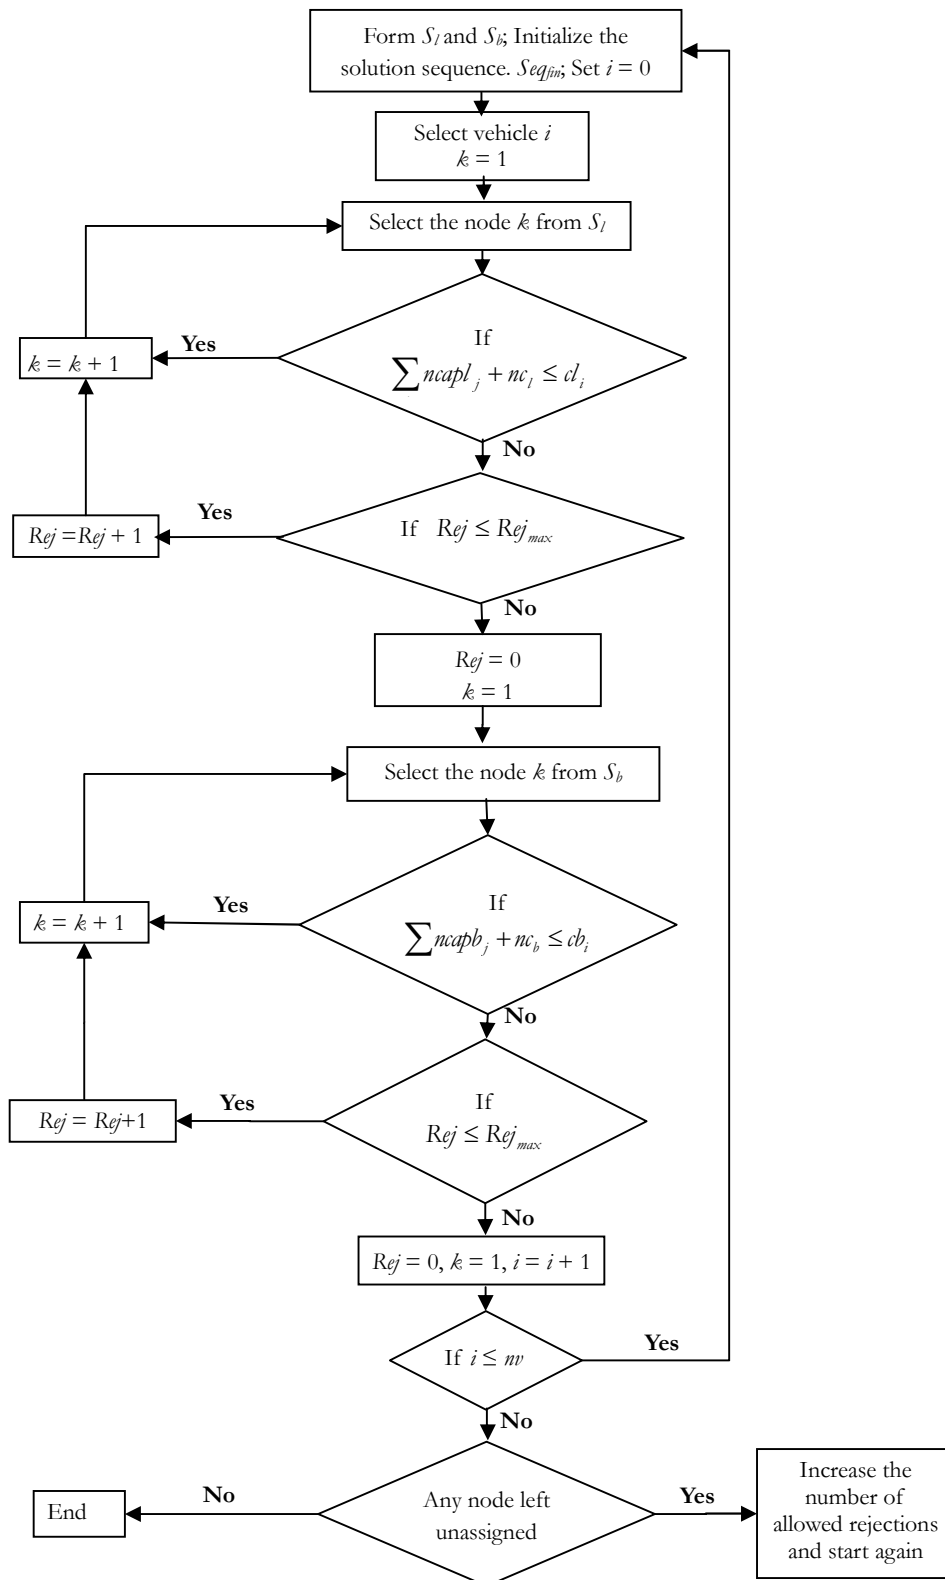 Form S_l and S_b; Initialize the
solution sequence. Seq_fin; Set i = 0
Select vehicle i
k = 1
Select the node k from S_l
If
∑ ncapl_j + nc_l ≤ cl_i
Yes
k = k + 1
No
If Rej ≤ Rej_max
Yes
Rej =Rej + 1
No
Rej = 0
k = 1
Select the node k from S_b
If
∑ ncapb_j + nc_b ≤ cb_i
Yes
k = k + 1
No
If
Rej ≤ Rej_max
Yes
Rej = Rej+1
No
Rej = 0, k = 1, i = i + 1
If i ≤ nv
Yes
No
Any node left
unassigned
No
End
Yes
Increase the
number of
allowed rejections
and start again